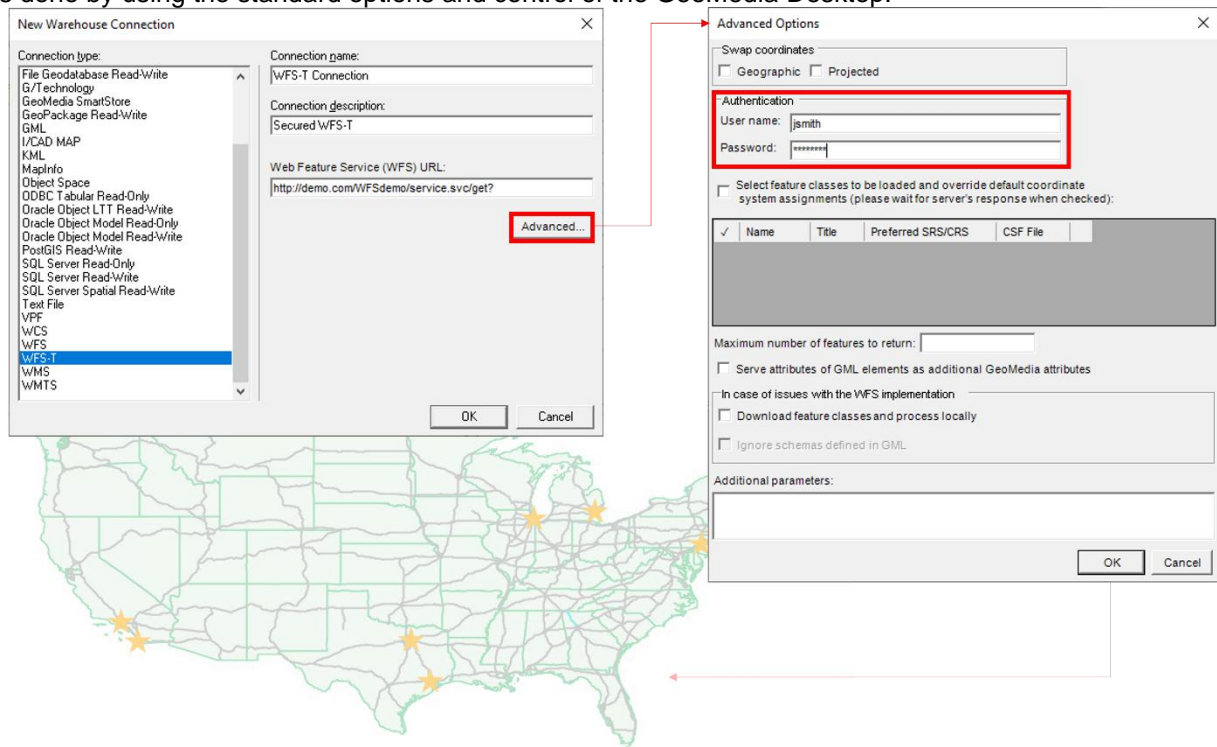 s done by using the standard options and control of the GeoMedia Desktop.
New Warehouse Connection
Connection type:
File Geodatabase Read-Write
G/Technology
GeoMedia SmartStore
GeoPackage Read-Write
GML
I/CAD MAP
KML
MapInfo
Object Space
ODBC Tabular Read-Only
Oracle Object LTT Read-Write
Oracle Object Model Read-Only
Oracle Object Model Read-Write
PostGIS Read-Write
SQL Server Read-Only
SQL Server Read-Write
SQL Server Spatial Read-Write
Text File
VPF
WCS
WFS
WFS-T
WMS
WMTS
Connection name:
WFS-T Connection
Connection description:
Secured WFS-T
Web Feature Service (WFS) URL:
http://demo.com/WFSdemo/service.svc/get?
Advanced...
OK Cancel
Advanced Options
Swap coordinates
Geographic Projected
Authentication
User name: jsmith
Password: ********
Select feature classes to be loaded and override default coordinate
system assignments (please wait for server's response when checked):
✓ Name Title Preferred SRS/CRS CSF File
Maximum number of features to return:
Serve attributes of GML elements as additional GeoMedia attributes
In case of issues with the WFS implementation
Download feature classes and process locally
Ignore schemas defined in GML
Additional parameters:
OK Cancel